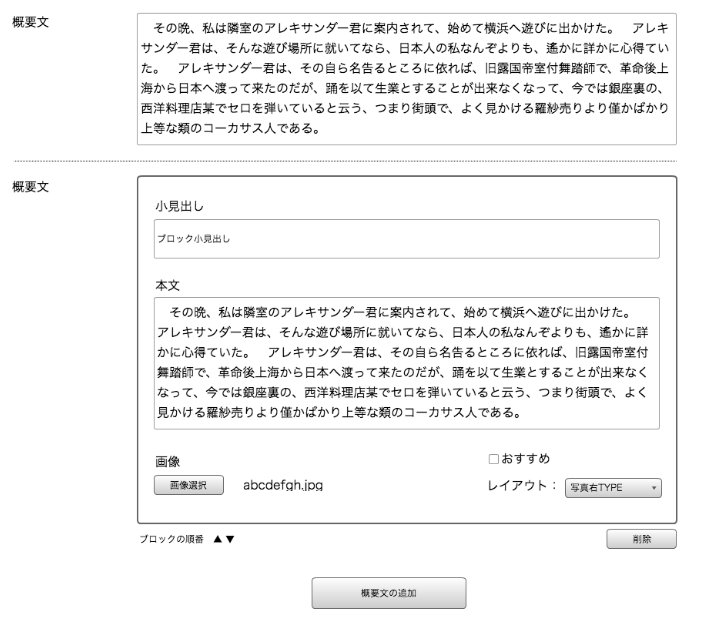 概要文
その晩、私は隣室のアレキサンダー君に案内されて、始めて横浜へ遊びに出かけた。　アレキ
サンダー君は、そんな遊び場所に就いてなら、日本人の私なんぞよりも、遙かに詳かに心得てい
た。　アレキサンダー君は、その自ら名告るところに依れば、旧露国帝室付舞踏師で、革命後上
海から日本へ渡って来たのだが、踊を以て生業とすることが出来なくなって、今では銀座裏の、
西洋料理店某でセロを弾いていると云う、つまり街頭で、よく見かける羅紗売りより僅かばかり
上等な類のコーカサス人である。
概要文
小見出し
ブロック小見出し
本文
その晩、私は隣室のアレキサンダー君に案内されて、始めて横浜へ遊びに出かけた。
アレキサンダー君は、そんな遊び場所に就いてなら、日本人の私なんぞよりも、遙かに詳
かに心得ていた。　アレキサンダー君は、その自ら名告るところに依れば、旧露国帝室付
舞踏師で、革命後上海から日本へ渡って来たのだが、踊を以て生業とすることが出来なく
なって、今では銀座裏の、西洋料理店某でセロを弾いていると云う、つまり街頭で、よく
見かける羅紗売りより僅かばかり上等な類のコーカサス人である。
画像
おすすめ
画像選択 abcdefgh.jpg
レイアウト： 写真右TYPE
ブロックの順番 ▲▼
削除
概要文の追加